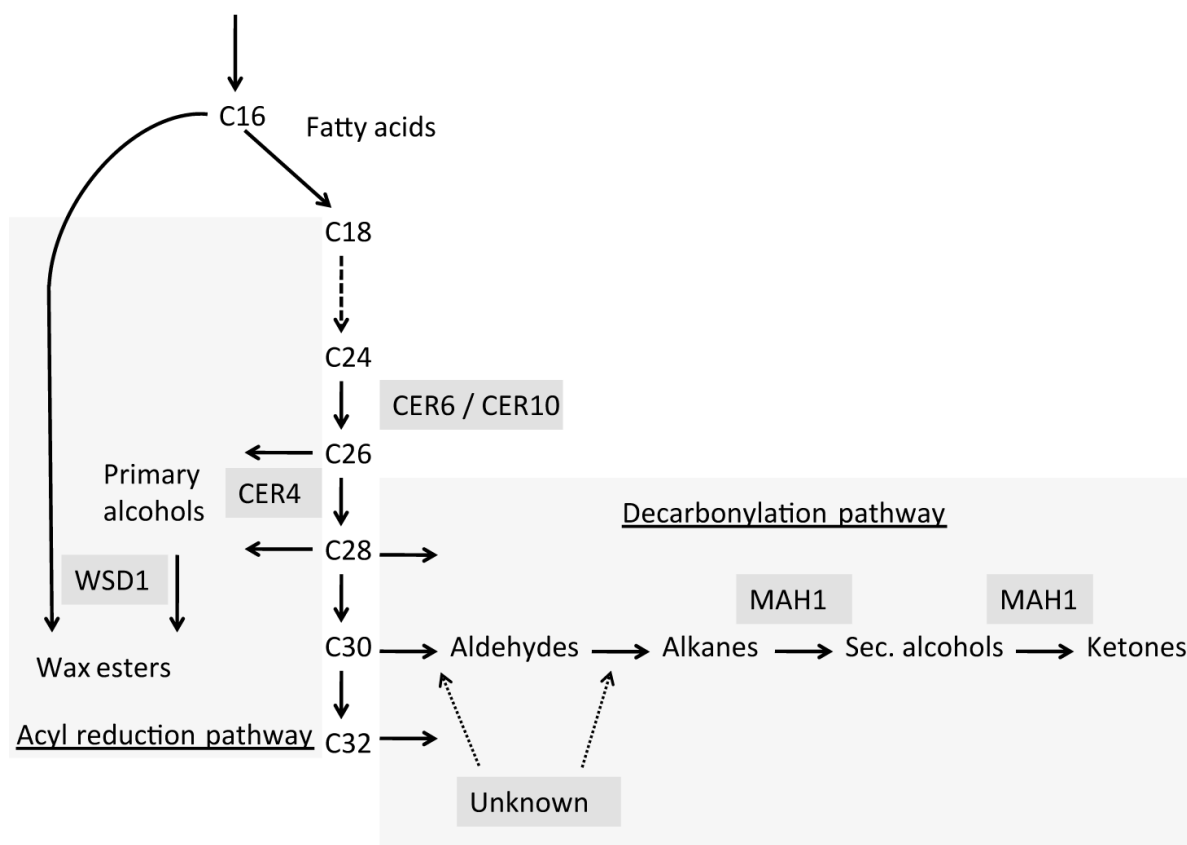 C16
Fatty acids
C18
C24
CER6 / CER10
C26
Primary
alcohols
CER4
Decarbonylation pathway
C28
WSD1
MAH1
MAH1
C30
Aldehydes
Alkanes
Sec. alcohols
Ketones
Wax esters
Acyl reduction pathway
C32
Unknown